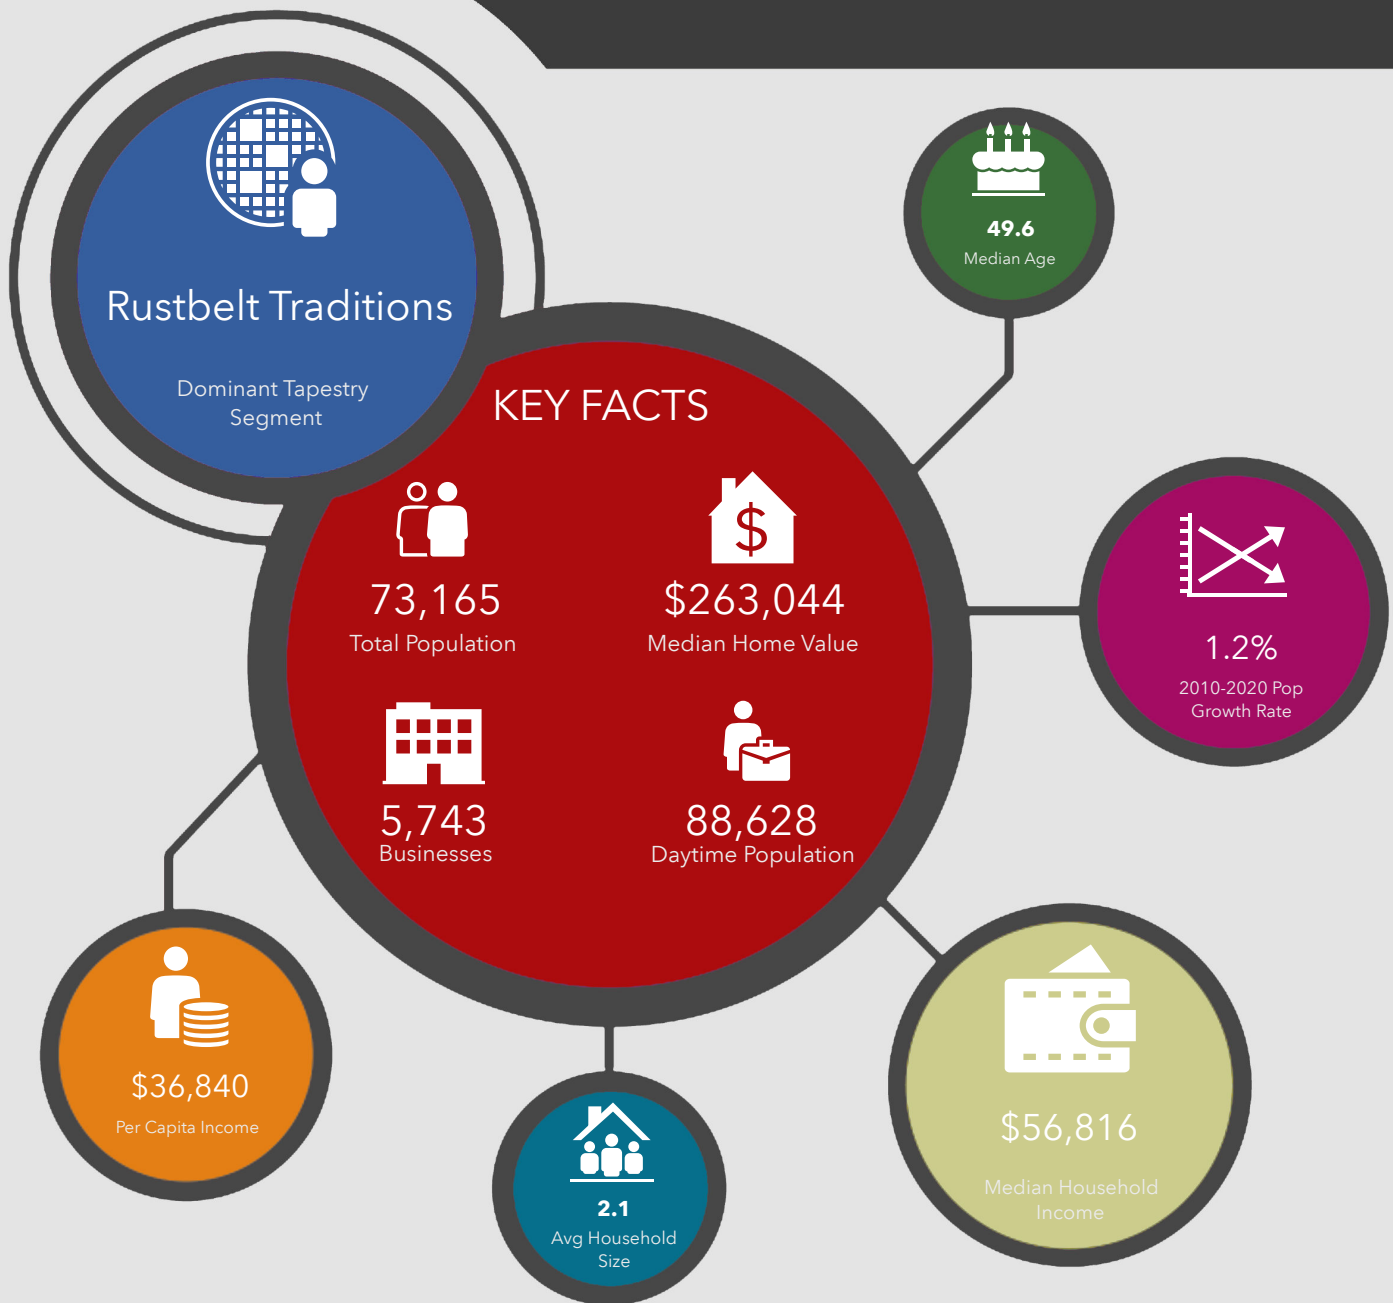 Rustbelt Traditions
Dominant Tapestry
Segment
KEY FACTS
73,165
Total Population
$263,044
Median Home Value
5,743
Businesses
88,628
Daytime Population
49.6
Median Age
1.2%
2010-2020 Pop
Growth Rate
$36,840
Per Capita Income
2.1
Avg Household
Size
$56,816
Median Household
Income